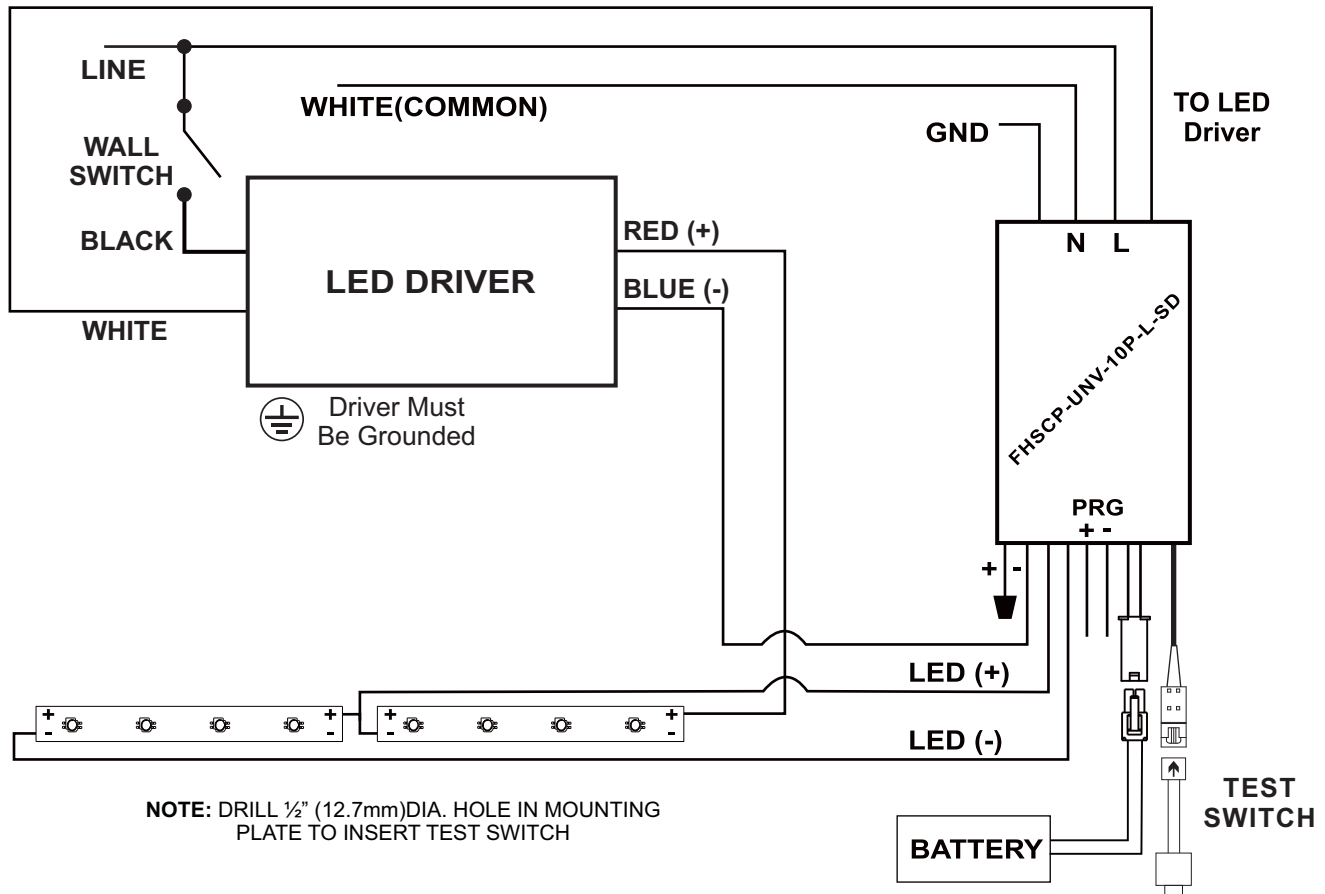 LINE
WHITE(COMMON)
TO LED
Driver
GND
WALL
SWITCH
BLACK
RED (+)
LED DRIVER
BLUE (-)
WHITE
N L
FHSCP-UNV-10P-L-SD
Driver Must
Be Grounded
PRG
+ -
+ -
LED (+)
+ + + +
- - - -
LED (-)
NOTE: DRILL ½” (12.7mm)DIA. HOLE IN MOUNTING
PLATE TO INSERT TEST SWITCH
TEST
SWITCH
BATTERY